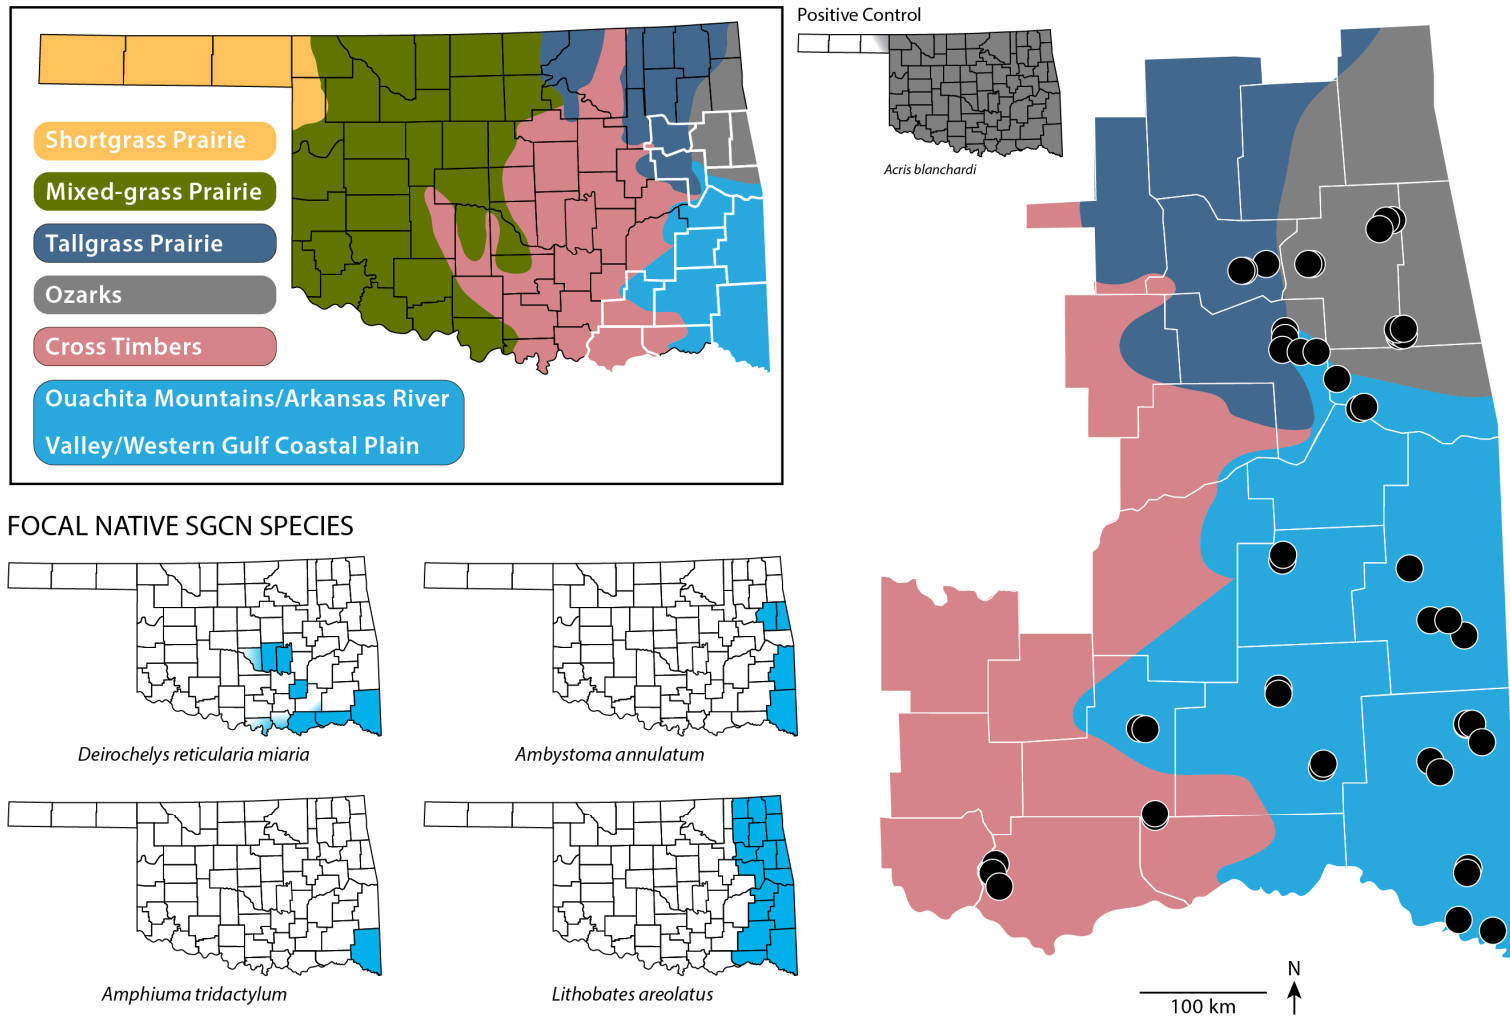 Positive Control
Shortgrass Prairie
Mixed-grass Prairie
Tallgrass Prairie
Ozarks
Cross Timbers
Ouachita Mountains/Arkansas River
Valley/Western Gulf Coastal Plain
Acris blanchardi
FOCAL NATIVE SGCN SPECIES
Deirochelys reticularia miaria
Ambystoma annulatum
Amphiuma tridactylum
Lithobates areolatus
N
100 km